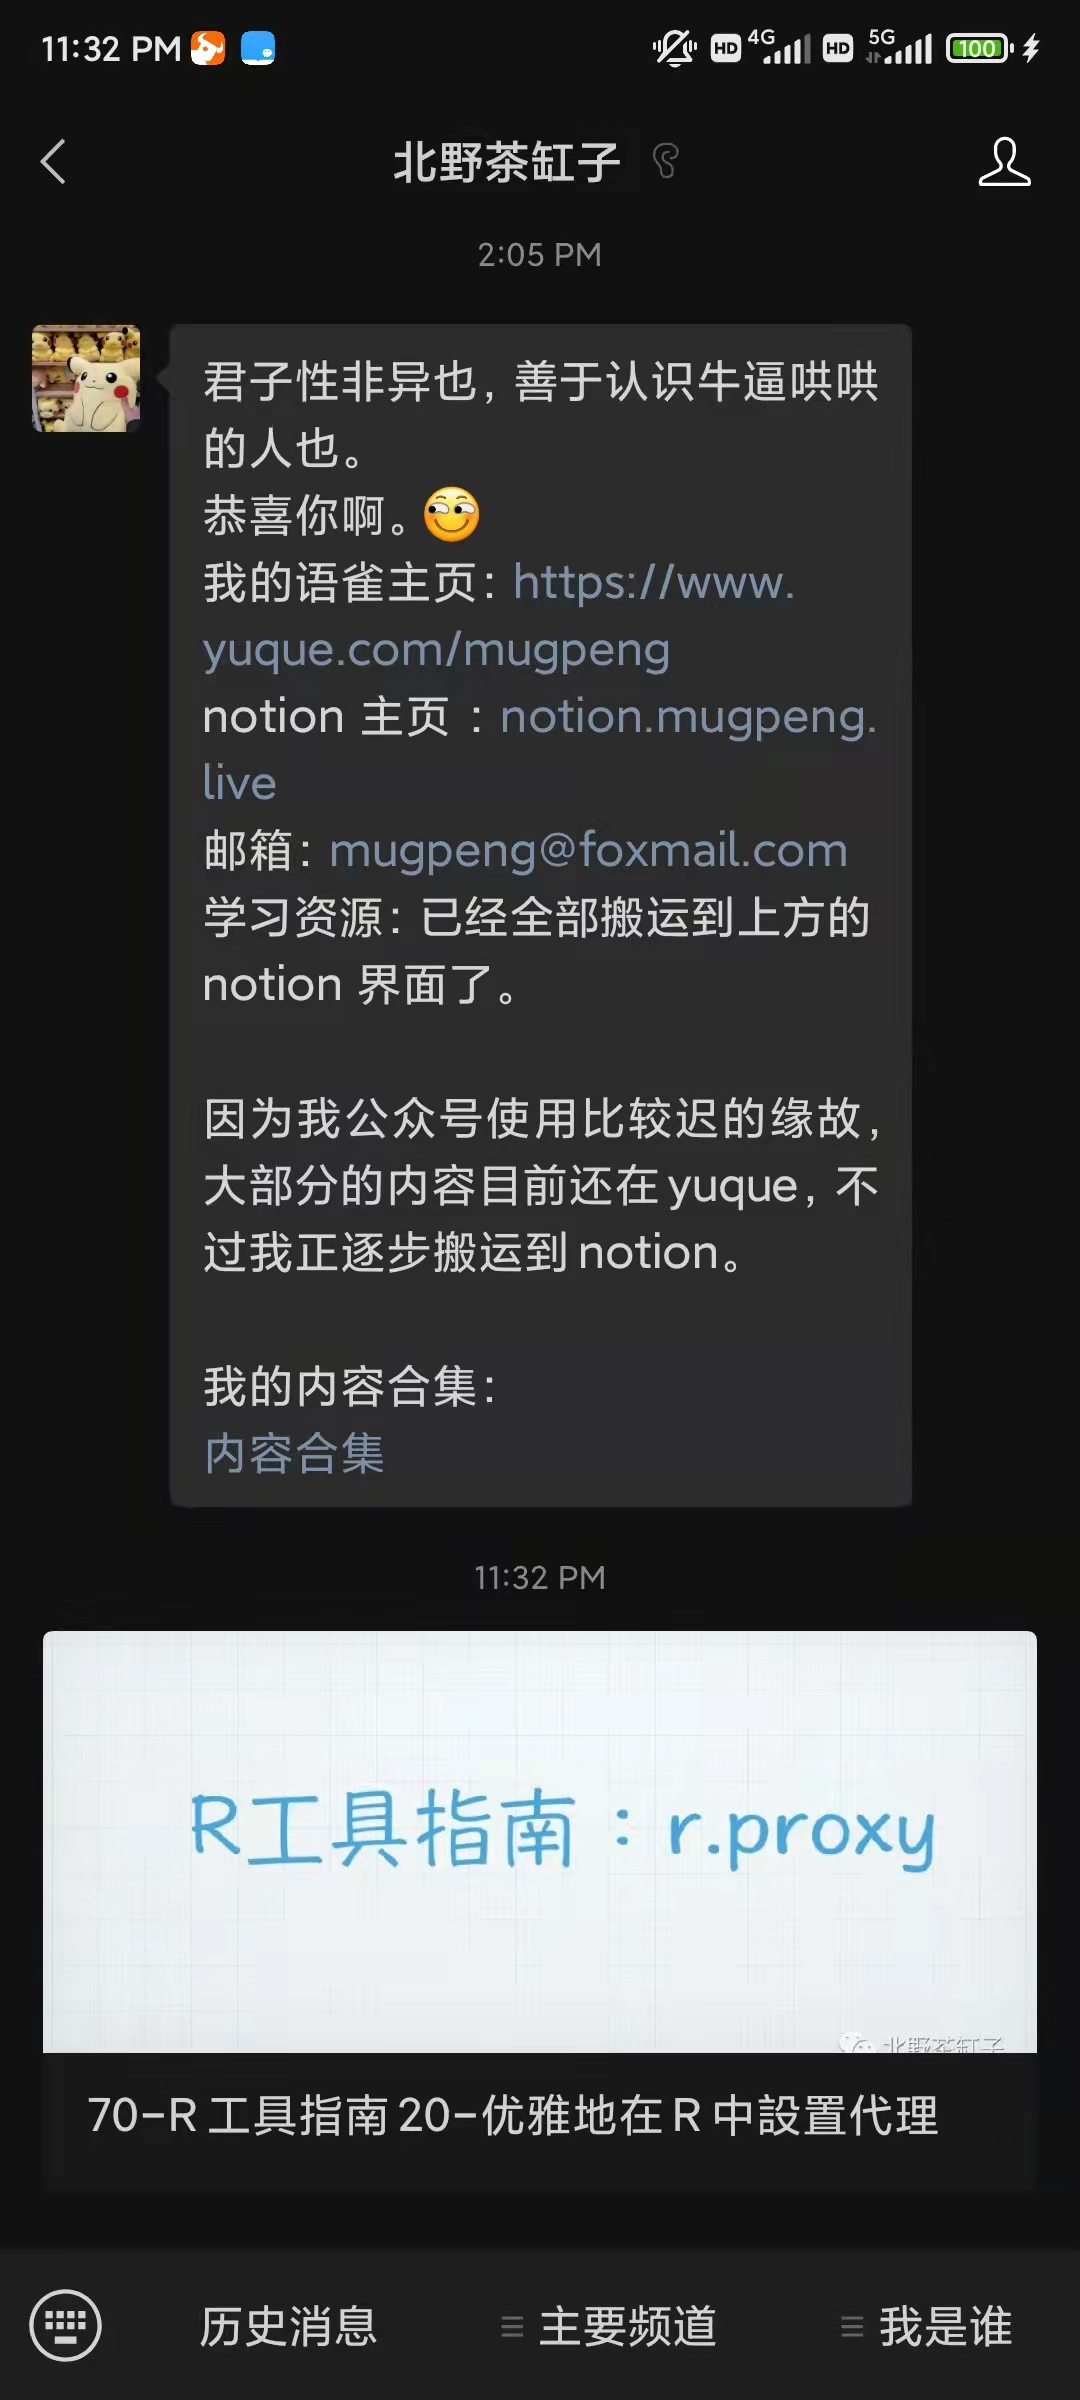 11:32 PM
HD 4G HD 5G 100
北野茶缸子
2:05 PM
君子性非异也，善于认识牛逼哄哄
的人也。
恭喜你啊。
我的语雀主页：https://www.
yuque.com/mugpeng
notion 主页 ：notion.mugpeng.
live
邮箱：mugpeng@foxmail.com
学习资源：已经全部搬运到上方的
notion 界面了。
因为我公众号使用比较迟的缘故，
大部分的内容目前还在yuque，不
过我正逐步搬运到notion。
我的内容合集：
内容合集
11:32 PM
R工具指南：r.proxy
北野茶缸子
70-R 工具指南20-优雅地在 R 中設置代理
历史消息
主要频道
我是谁